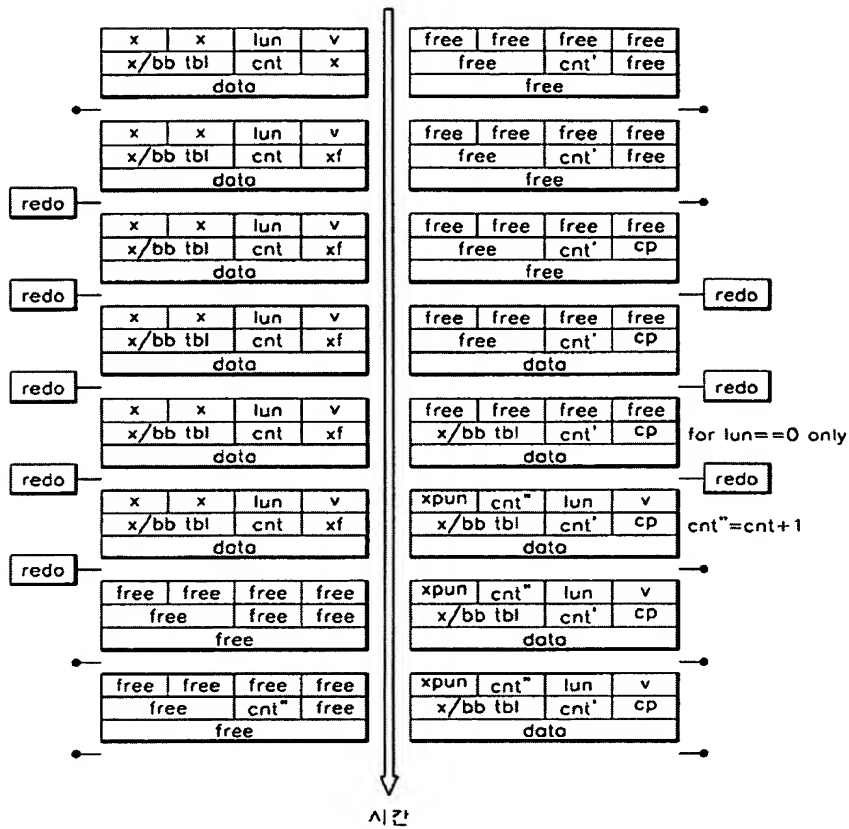 x x lun v free free free free
x/bb tbl cnt x free cnt' free
data free
x x lun v free free free free
x/bb tbl cnt xf free cnt' free
data free
redo
x x lun v free free free free
x/bb tbl cnt xf free cnt' cp
data free
redo redo
x x lun v free free free free
x/bb tbl cnt xf free cnt' cp
data data
redo redo
x x lun v free free free free
x/bb tbl cnt xf x/bb tbl cnt' cp for lun==0 only
data data
redo redo
x x lun v xpun cnt" lun v
x/bb tbl cnt xf x/bb tbl cnt' cp cnt"=cnt+1
data data
redo
free free free free xpun cnt" lun v
free free free x/bb tbl cnt' cp
free data
free free free free xpun cnt" lun v
free cnt" free x/bb tbl cnt' cp
free data
시간